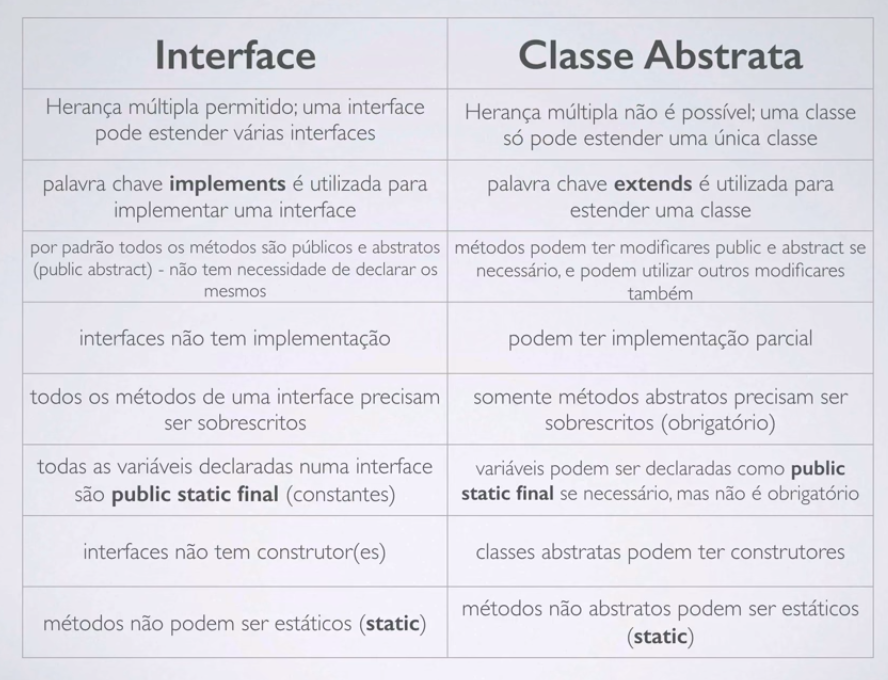 Interface
Classe Abstrata
Herança múltipla permitido; uma interface
pode estender várias interfaces
Herança múltipla não é possível; uma classe
só pode estender uma única classe
palavra chave implements é utilizada para
implementar uma interface
palavra chave extends é utilizada para
estender uma classe
por padrão todos os métodos são públicos e abstratos
(public abstract) - não tem necessidade de declarar os
mesmos
métodos podem ter modificares public e abstract se
necessário, e podem utilizar outros modificares
também
interfaces não tem implementação
podem ter implementação parcial
todos os métodos de uma interface precisam
ser sobrescritos
somente métodos abstratos precisam ser
sobrescritos (obrigatório)
todas as variáveis declaradas numa interface
são public static final (constantes)
variáveis podem ser declaradas como public
static final se necessário, mas não é obrigatório
interfaces não tem construtor(es)
classes abstratas podem ter construtores
métodos não podem ser estáticos (static)
métodos não abstratos podem ser estáticos
(static)